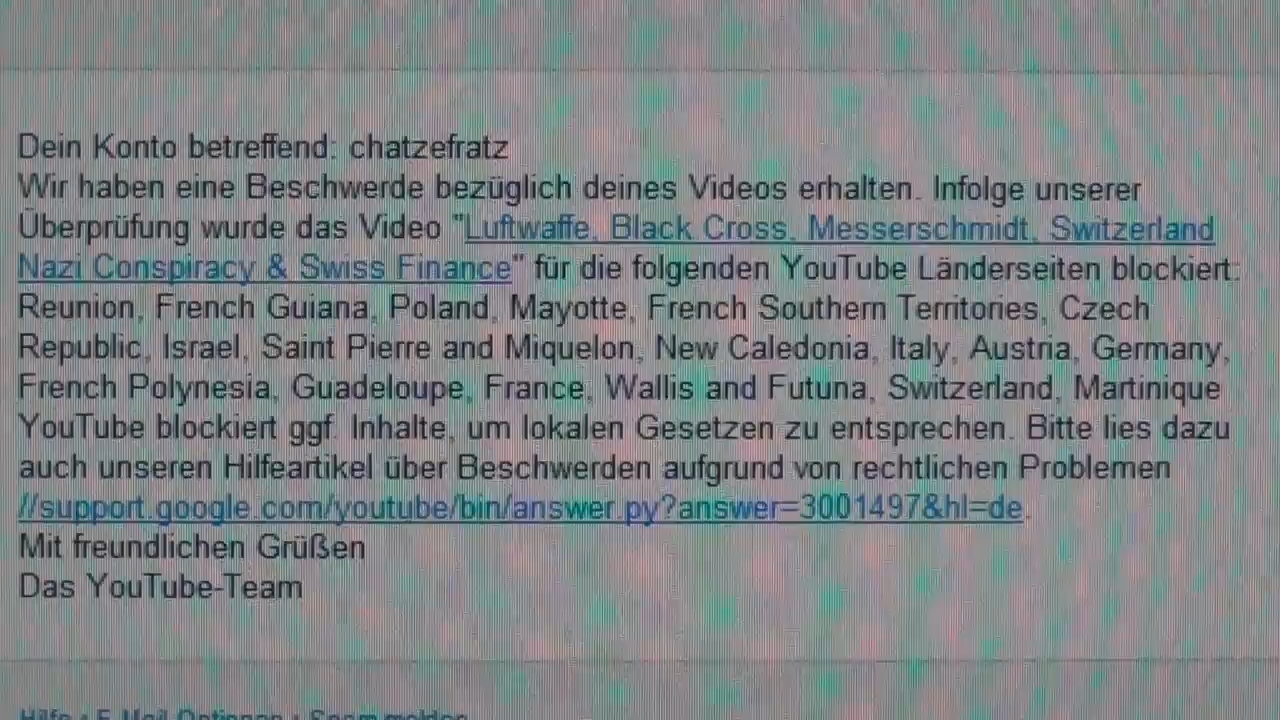 Dein Konto betreffend: chatzefratz
Wir haben eine Beschwerde bezüglich deines Videos erhalten. Infolge unserer
Überprüfung wurde das Video "Luftwaffe, Black Cross, Messerschmidt, Switzerland
Nazi Conspiracy & Swiss Finance" für die folgenden YouTube Länderseiten blockiert:
Reunion, French Guiana, Poland, Mayotte, French Southern Territories, Czech
Republic, Israel, Saint Pierre and Miquelon, New Caledonia, Italy, Austria, Germany,
French Polynesia, Guadeloupe, France, Wallis and Futuna, Switzerland, Martinique
YouTube blockiert ggf. Inhalte, um lokalen Gesetzen zu entsprechen. Bitte lies dazu
auch unseren Hilfeartikel über Beschwerden aufgrund von rechtlichen Problemen
//support.google.com/youtube/bin/answer.py?answer=3001497&hl=de.
Mit freundlichen Grüßen
Das YouTube-Team
Hilfe • E-Mail Optionen • Spam melden